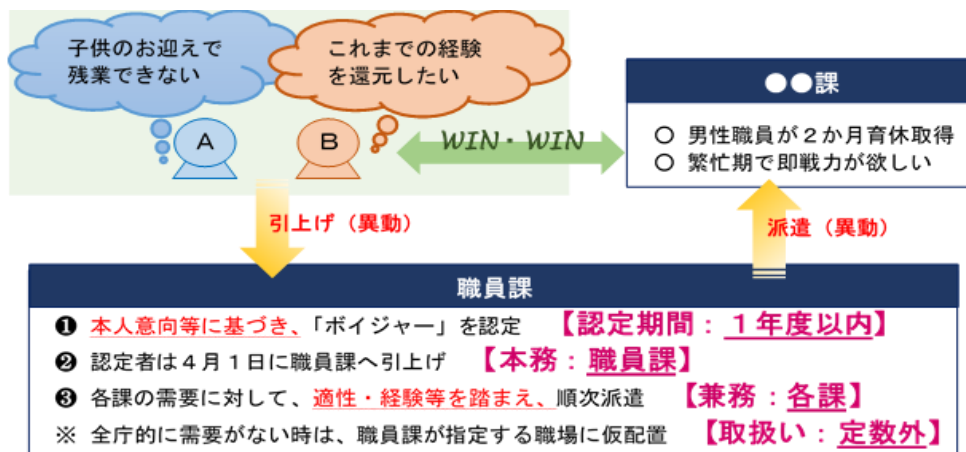 子供のお迎えで
残業できない
これまでの経験
を還元したい
A
B
WIN・WIN
●●課
○ 男性職員が2か月育休取得
○ 繁忙期で即戦力が欲しい
引上げ（異動）
派遣（異動）
職員課
❶ 本人意向等に基づき、「ボイジャー」を認定 【認定期間：１年度以内】
❷ 認定者は４月１日に職員課へ引上げ 【本務：職員課】
❸ 各課の需要に対して、適性・経験等を踏まえ、順次派遣 【兼務：各課】
※ 全庁的に需要がない時は、職員課が指定する職場に仮配置 【取扱い：定数外】